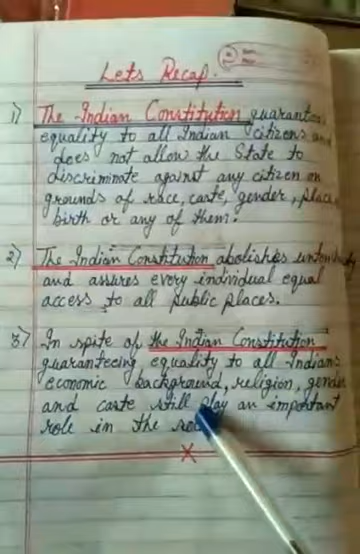 Lets Recap.
1) The Indian Constitution guarantees
equality to all Indian citizens and
does not allow the State to
discriminate against any citizen on
grounds of race, caste, gender, place
birth or any of them.
2) The Indian Constitution abolishes
and assures every individual equal
access to all public places.
3) In spite of the Indian Constitution
guaranteeing equality to all Indians
economic background, religion, gender
and caste still play an important
role in the